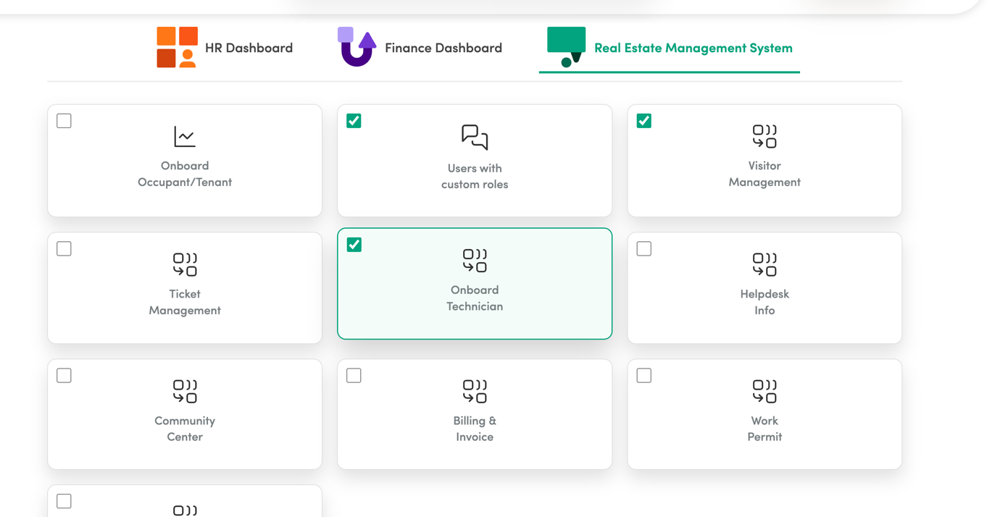 HR Dashboard
Finance Dashboard
Real Estate Management System
Onboard
Occupant/Tenant
Users with
custom roles
Visitor
Management
Ticket
Management
Onboard
Technician
Helpdesk
Info
Community
Center
Billing &
Invoice
Work
Permit